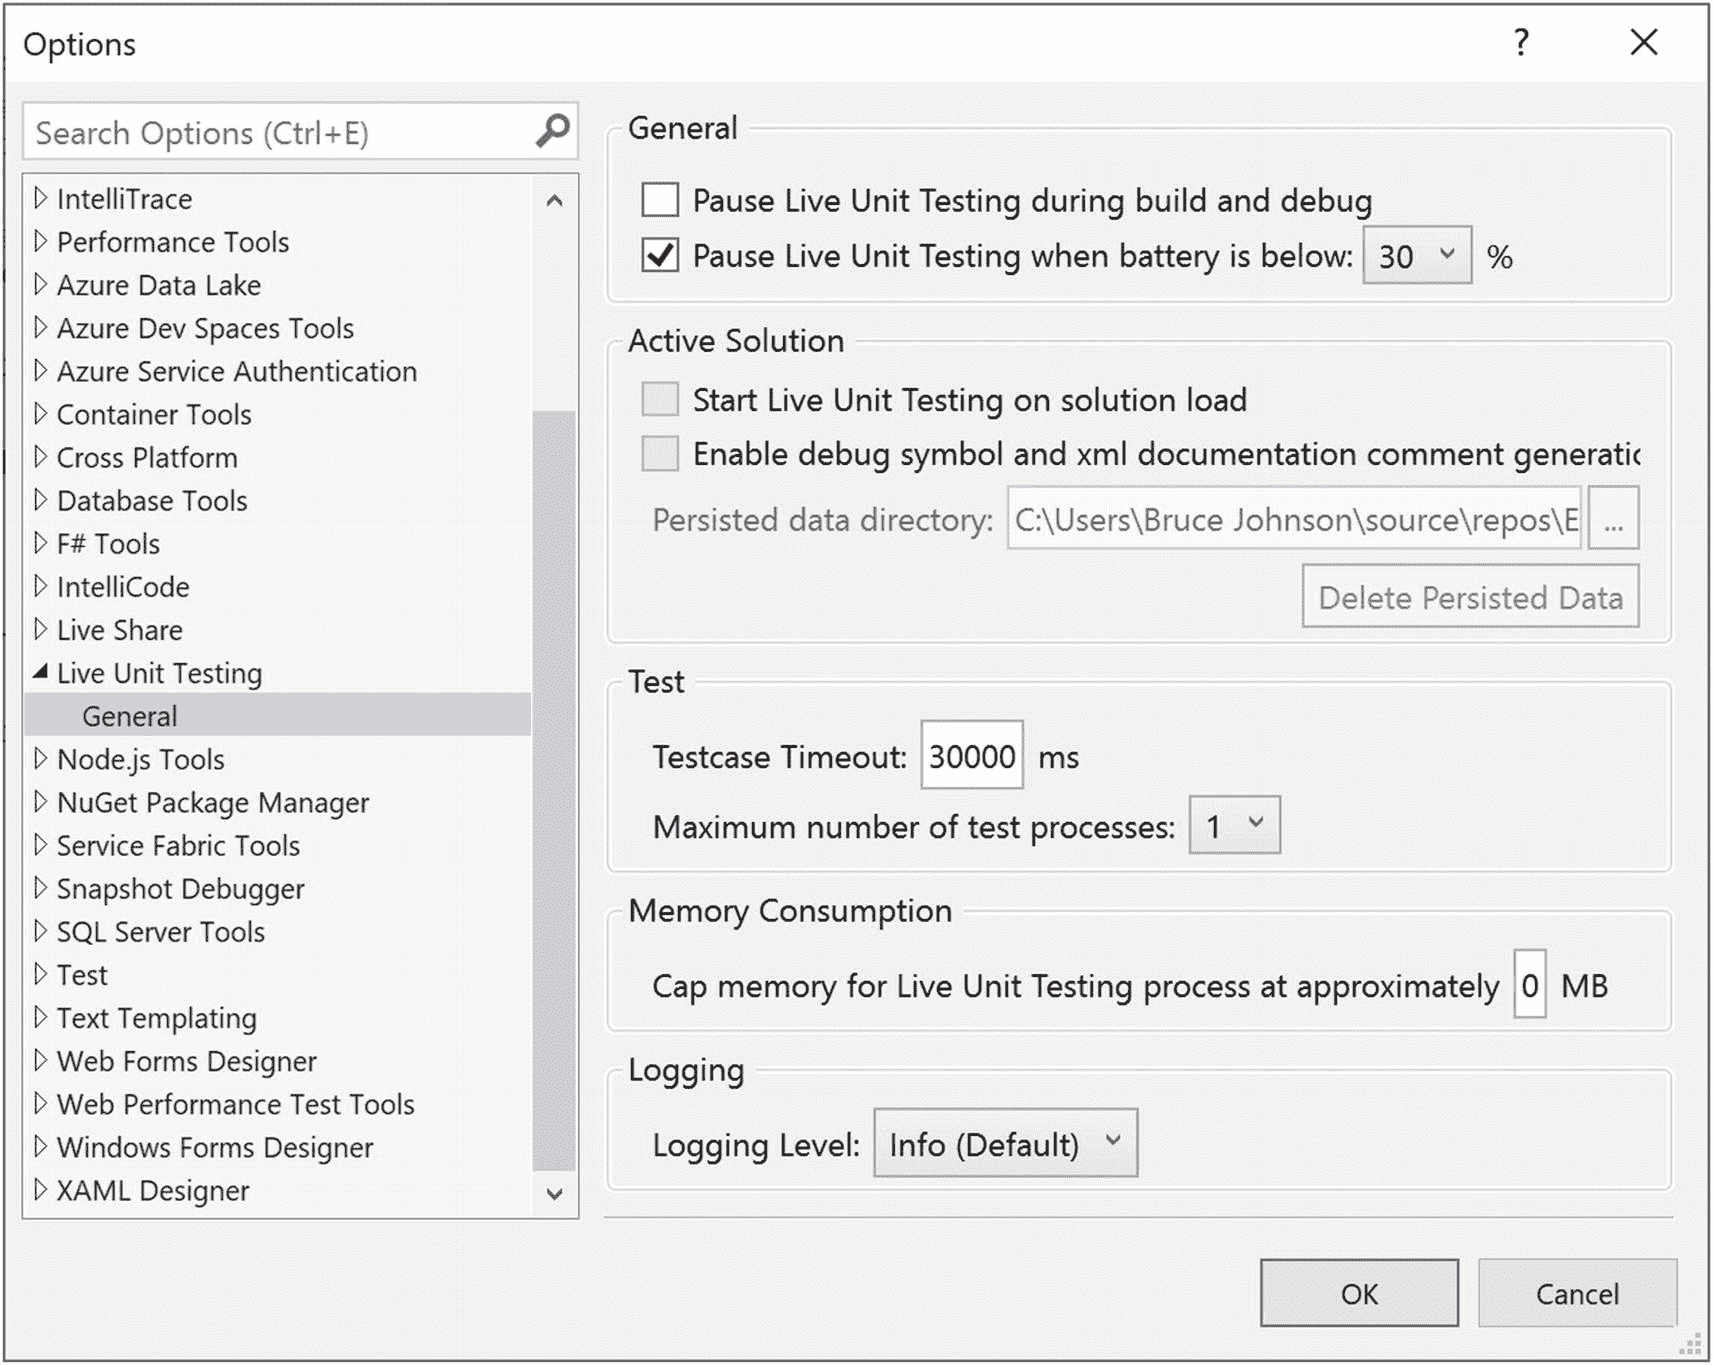 Options
?
Search Options (Ctrl+E)
IntelliTrace
Performance Tools
Azure Data Lake
Azure Dev Spaces Tools
Azure Service Authentication
Container Tools
Cross Platform
Database Tools
F# Tools
IntelliCode
Live Share
Live Unit Testing
General
Node.js Tools
NuGet Package Manager
Service Fabric Tools
Snapshot Debugger
SQL Server Tools
Test
Text Templating
Web Forms Designer
Web Performance Test Tools
Windows Forms Designer
XAML Designer
General
Pause Live Unit Testing during build and debug
Pause Live Unit Testing when battery is below: 30 %
Active Solution
Start Live Unit Testing on solution load
Enable debug symbol and xml documentation comment generatic
Persisted data directory: C:\Users\Bruce Johnson\source\repos\E ...
Delete Persisted Data
Test
Testcase Timeout: 30000 ms
Maximum number of test processes: 1
Memory Consumption
Cap memory for Live Unit Testing process at approximately 0 MB
Logging
Logging Level: Info (Default)
OK Cancel